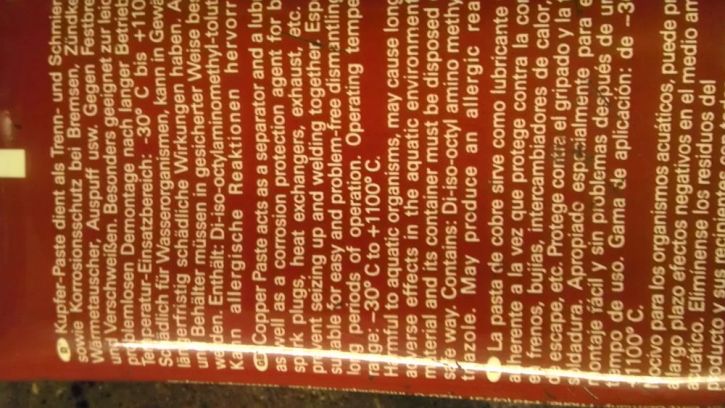 D Kupfer-Paste dient als Trenn- und Schmier
sowie Korrosionsschutz bei Bremsen, Zündke
Wärmetauscher, Auspuff usw. Gegen Festbre
und Verschweißen. Besonders geeignet zur leic
problemlosen Demontage nach langer Betrieb
Temperatur-Einsatzbereich: -30° C bis +1100
Schädlich für Wasserorganismen, kann in Gewä
längerfristig schädliche Wirkungen haben. A
und Behälter müssen in gesicherter Weise be
werden. Enthält: Di-iso-octylaminomethyl-tolut
Kann allergische Reaktionen hervorr
Copper Paste acts as a separator and a lub
as well as a corrosion protection agent for b
spark plugs, heat exchangers, exhaust, etc.
prevent seizing up and welding together. Esp
suitable for easy and problem-free dismantling
long periods of operation. Operating tempe
range: –30° C to +1100° C.
Harmful to aquatic organisms, may cause long
adverse effects in the aquatic environment
material and its container must be disposed
safe way. Contains: Di-iso-octyl amino methy
triazole. May produce an allergic rea
La pasta de cobre sirve como lubricante
adherente a la vez que protege contra la cor
en frenos, bujías, intercambiadores de calor,
de escape, etc. Protege contra el gripado y la
soldadura. Apropiado especialmente para
montaje fácil y sin problemas después de un
tiempo de uso. Gama de aplicación: de –3
+1100° C.
Nocivo para los organismos acuáticos, puede pr
a largo plazo efectos negativos en el medio am
acuático. Elimínense los residuos del
producto